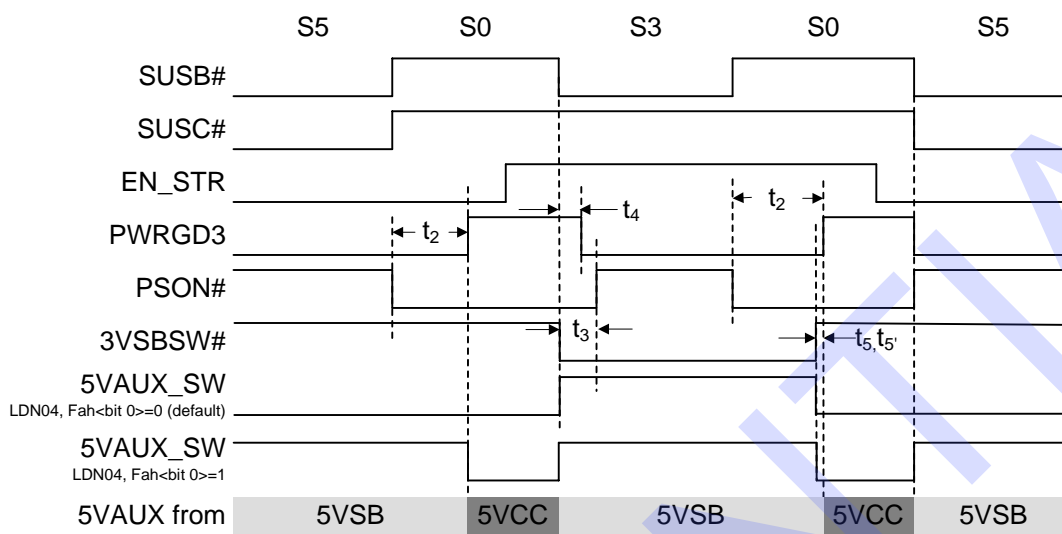 S5 S0 S3 S0 S5
SUSB#
SUSC#
EN_STR
t4
t2
PWRGD3
t2
PSON#
3VSBSW#
t3
t5,t5'
5VAUX_SW
LDN04, Fah<bit 0>=0 (default)
5VAUX_SW
LDN04, Fah<bit 0>=1
5VAUX from 5VSB 5VCC 5VSB 5VCC 5VSB